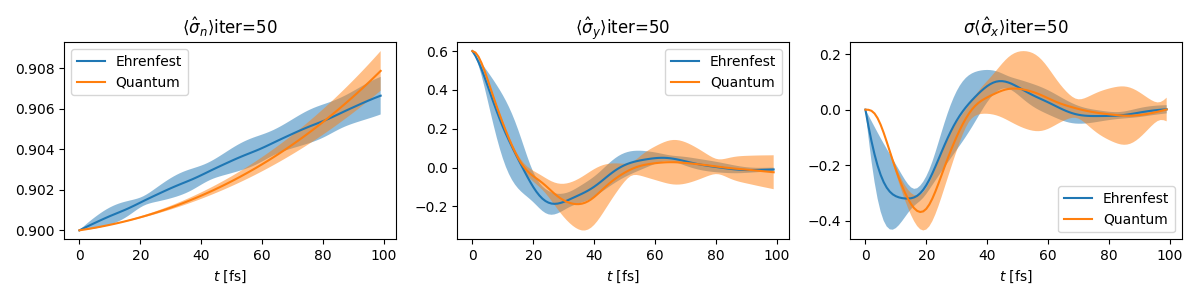 ⟨σ̂ₙ⟩iter=50
Ehrenfest
Quantum
0.908
0.906
0.904
0.902
0.900
0 20 40 60 80 100
t [fs]
⟨σ̂ᵧ⟩iter=50
Ehrenfest
Quantum
0.6
0.4
0.2
0.0
−0.2
0 20 40 60 80 100
t [fs]
σ⟨σ̂ₓ⟩iter=50
0.2
0.0
−0.2
−0.4
Ehrenfest
Quantum
0 20 40 60 80 100
t [fs]